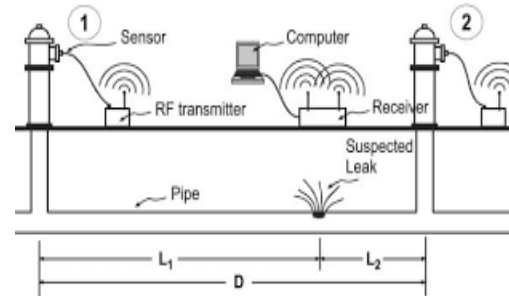 1
2
Sensor
Computer
RF transmitter
Receiver
Suspected
Leak
Pipe
L1
L2
D